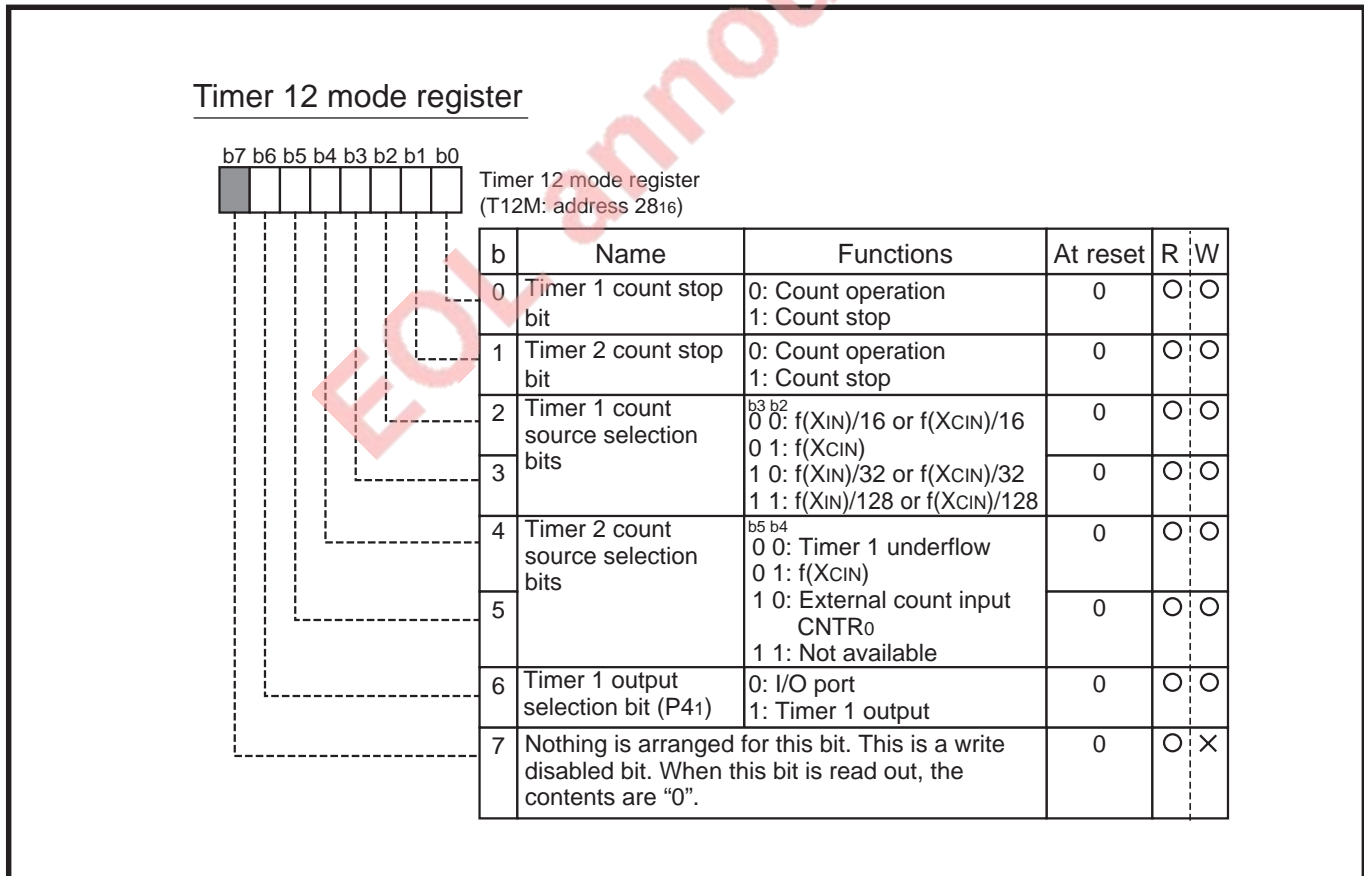 EOL annou
Timer 12 mode register
b7 b6 b5 b4 b3 b2 b1 b0
Timer 12 mode register
(T12M: address 2816)
b Name Functions At reset R W
0 Timer 1 count stop bit 0: Count operation 0 O O
1: Count stop
1 Timer 2 count stop bit 0: Count operation 0 O O
1: Count stop
2 Timer 1 count source selection bits b3 b2 0 O O
0 0: f(XIN)/16 or f(XCIN)/16
0 1: f(XCIN)
3 1 0: f(XIN)/32 or f(XCIN)/32 0 O O
1 1: f(XIN)/128 or f(XCIN)/128
4 Timer 2 count source selection bits b5 b4 0 O O
0 0: Timer 1 underflow
0 1: f(XCIN)
5 1 0: External count input 0 O O
CNTR0
1 1: Not available
6 Timer 1 output selection bit (P41) 0: I/O port 0 O O
1: Timer 1 output
7 Nothing is arranged for this bit. This is a write 0 O ×
disabled bit. When this bit is read out, the
contents are “0”.